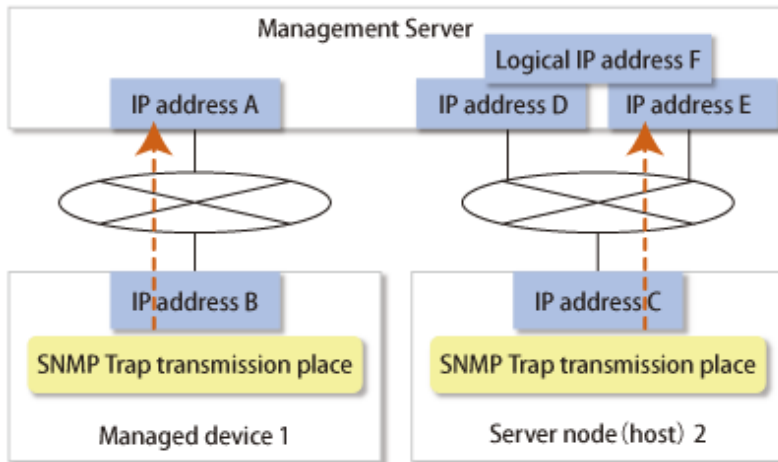 Management Server
Logical IP address F
IP address A
IP address D
IP address E
IP address B
IP address C
SNMP Trap transmission place
SNMP Trap transmission place
Managed device 1
Server node (host) 2